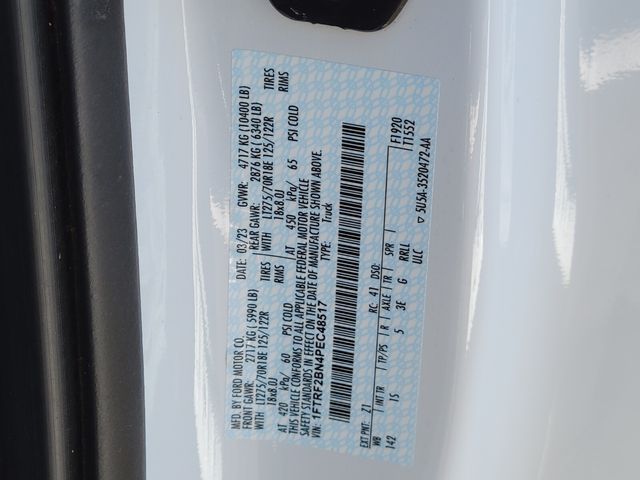 MFD. BY FORD MOTOR CO. DATE: 03/23 GVWR: 4717 KG (10400 LB)
FRONT GAWR: 2717 KG (5990 LB) REAR GAWR: 2876 KG (6340 LB)
LT275/70R18E 125/122R TIRES WITH LT275/70R18E 125/122R TIRES
18x8.0J RIMS 18x8.0J RIMS
AT 420 kPa/ 60 PSI COLD AT 450 kPa/ 65 PSI COLD
THIS VEHICLE CONFORMS TO ALL APPLICABLE FEDERAL MOTOR VEHICLE
SAFETY STANDARDS IN EFFECT ON THE DATE OF MANUFACTURE SHOWN ABOVE.
1FTRF2BN4PEC48517 TYPE: Truck
EXT PNT: Z1 RC: 41 DSO: F1920
WB INT TR TP/PS R AXLE TR SPR T1552
142 1S 5 3E G RRLL
ULC ▽ 5U5A-3520472-AA